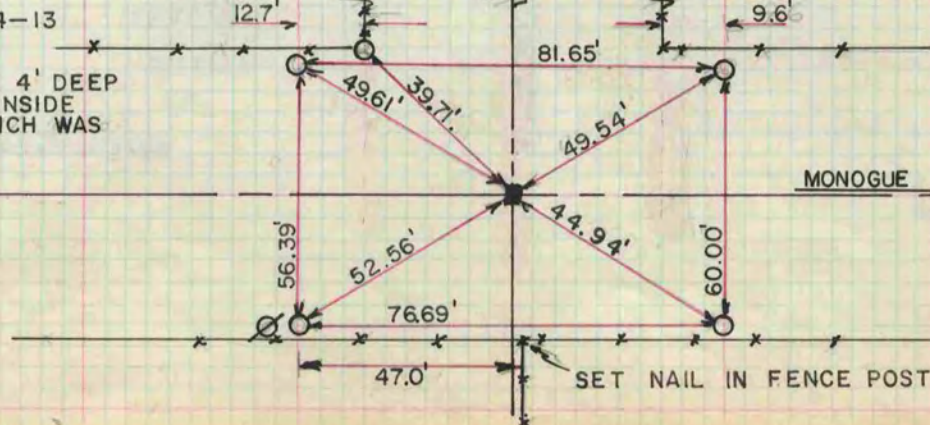 4-13
12.7'
9.6'
81.65'
4' DEEP
NSIDE
ICH WAS
49.61'
39.71'
49.54'
MONOGUE
44.94'
56.39'
52.56'
60.00'
76.69'
47.0'
SET NAIL IN FENCE POST